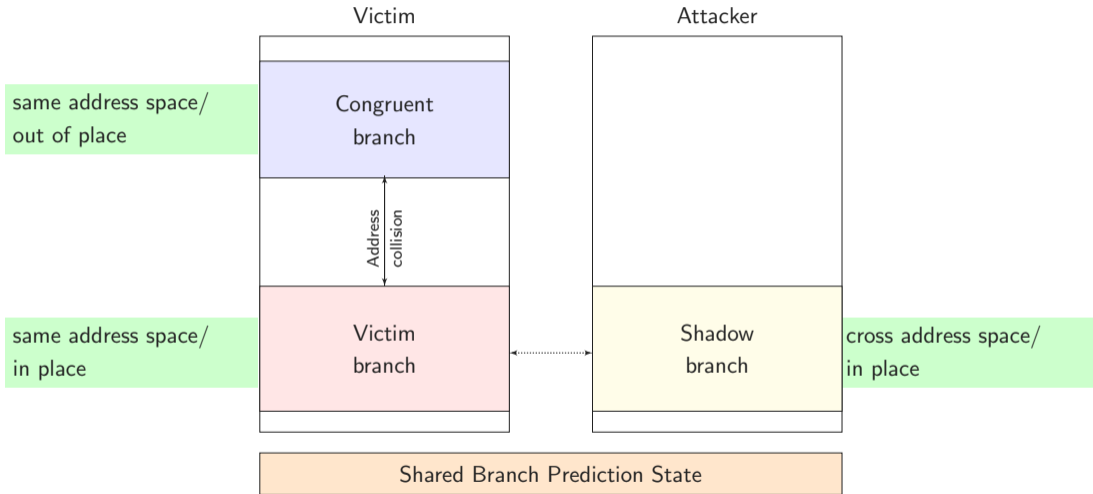 Victim
Attacker
same address space/
out of place
Congruent
branch
Address
collision
same address space/
in place
Victim
branch
Shadow
branch
cross address space/
in place
Shared Branch Prediction State